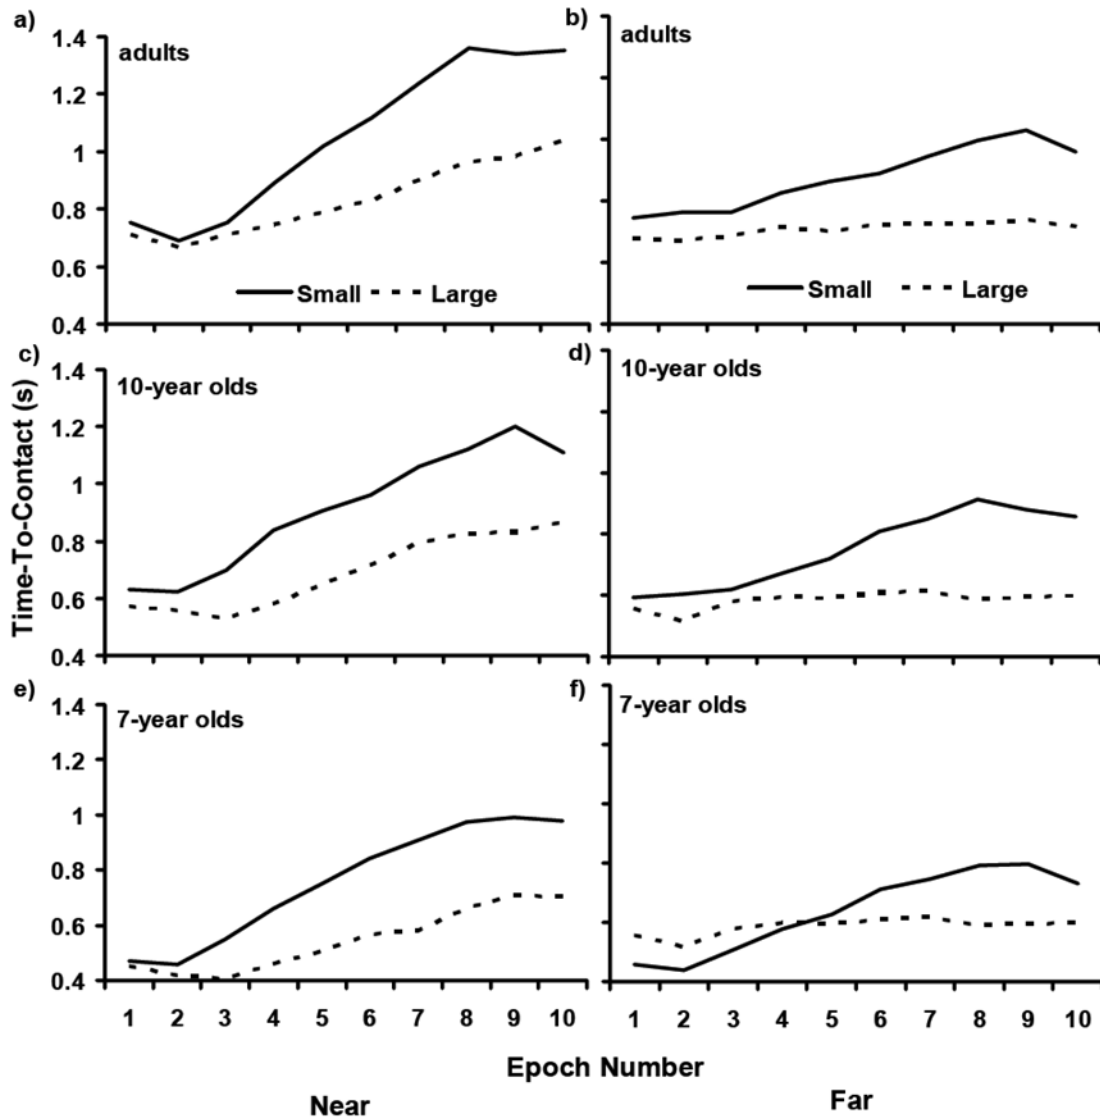 a)
adults
1.4
1.2
1
0.8
0.6
0.4
Small Large
b)
adults
Small Large
c)
10-year olds
1.4
1.2
1
0.8
0.6
0.4
d)
10-year olds
Time-To-Contact (s)
e)
7-year olds
1.4
1.2
1
0.8
0.6
0.4
1 2 3 4 5 6 7 8 9 10
f)
7-year olds
1 2 3 4 5 6 7 8 9 10
Epoch Number
Near Far